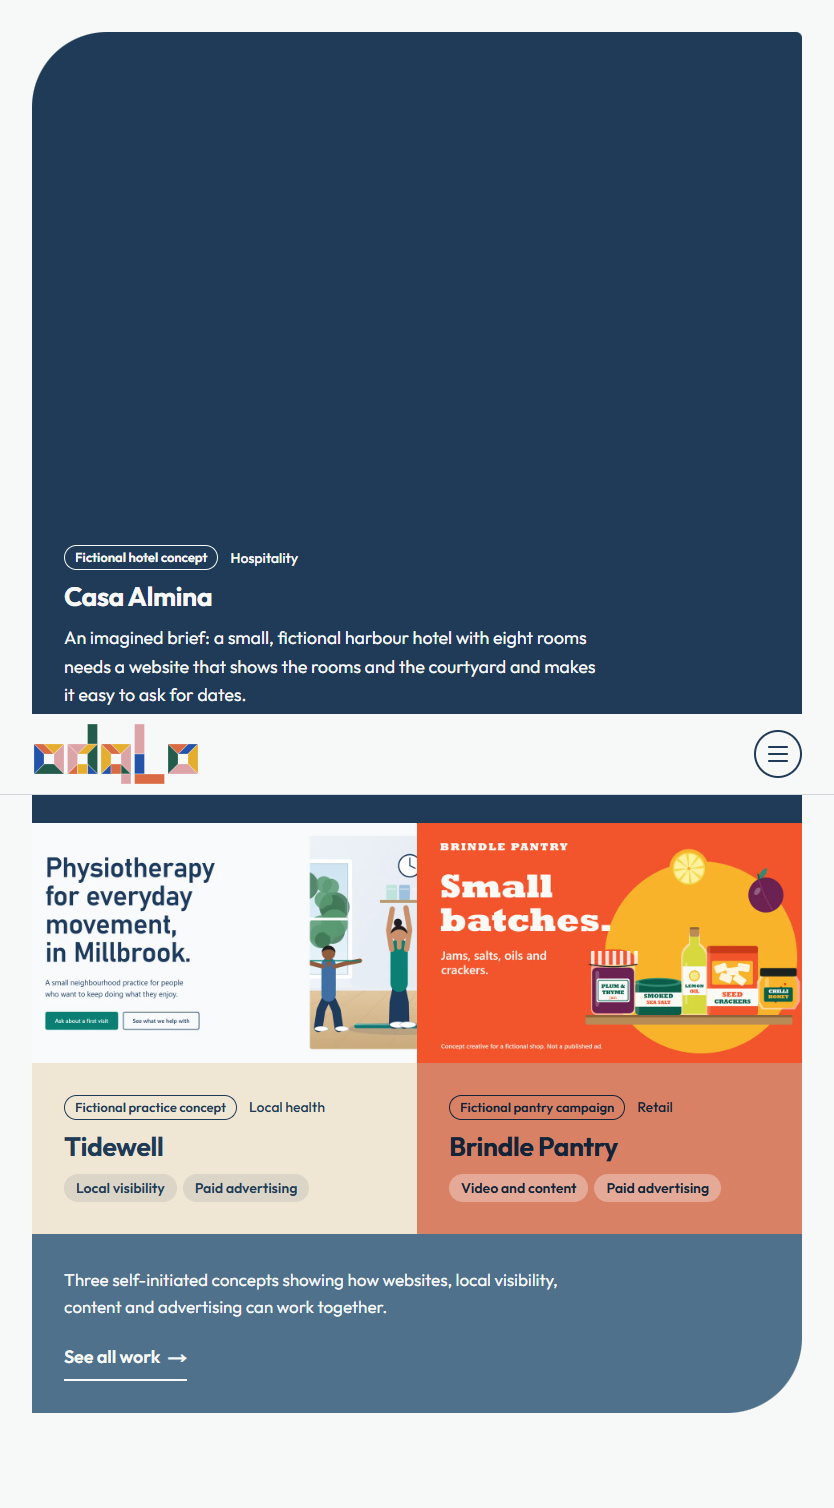 Fictional hotel concept Hospitality
Casa Almina
An imagined brief: a small, fictional harbour hotel with eight rooms
needs a website that shows the rooms and the courtyard and makes
it easy to ask for dates.
Physiotherapy
for everyday
movement,
in Millbrook.
A small neighbourhood practice for people
who want to keep doing what they enjoy.
Ask about a first visit See what we help with
BRINDLE PANTRY
Small
batches.
Jams, salts, oils and
crackers.
PLUM &
THYME
SMOKED
SEA SALT
LEMON
OIL
SEED
CRACKERS
CHILLI
HONEY
Concept creative for a fictional shop. Not a published ad.
Fictional practice concept Local health
Tidewell
Local visibility Paid advertising
Fictional pantry campaign Retail
Brindle Pantry
Video and content Paid advertising
Three self-initiated concepts showing how websites, local visibility,
content and advertising can work together.
See all work →